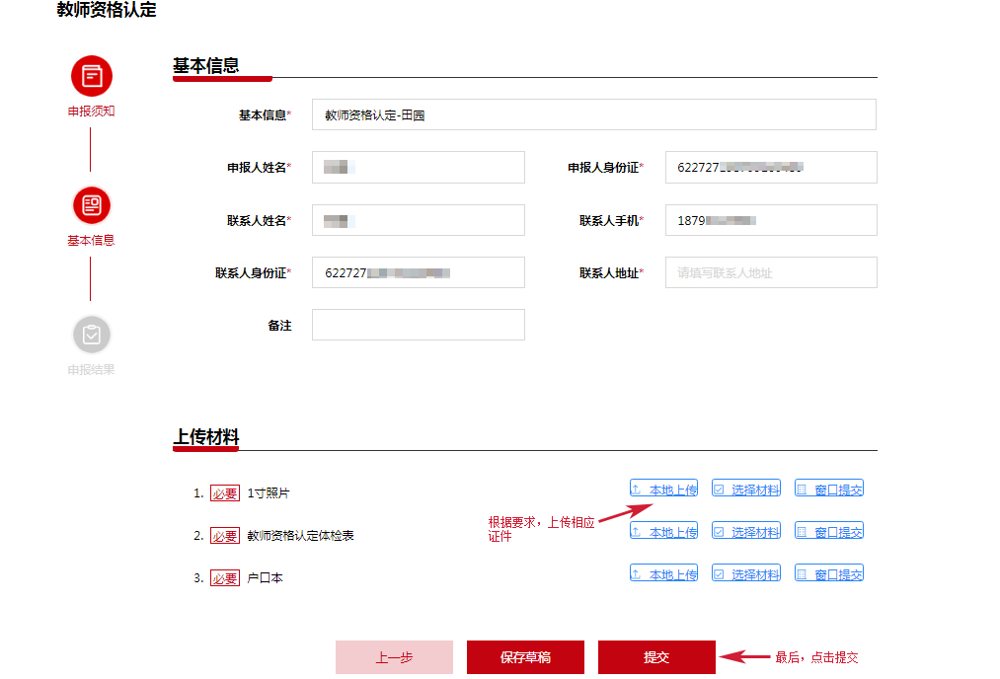 教师资格认定
申报须知
基本信息
申报结果
基本信息
基本信息* 教师资格认定-田园
申报人姓名* 申报人身份证* 622727
联系人姓名* 联系人手机* 1879
联系人身份证* 622727 联系人地址* 请填写联系人地址
备注
上传材料
1. 必要 1寸照片 本地上传 选择材料 窗口提交
根据要求，上传相应
证件
2. 必要 教师资格认定体检表 本地上传 选择材料 窗口提交
3. 必要 户口本 本地上传 选择材料 窗口提交
上一步 保存草稿 提交 最后，点击提交